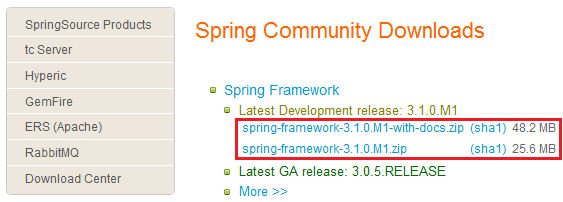 SpringSource Products
tc Server
Hyperic
GemFire
ERS (Apache)
RabbitMQ
Download Center
Spring Community Downloads
Spring Framework
Latest Development release: 3.1.0.M1
spring-framework-3.1.0.M1-with-docs.zip (sha1) 48.2 MB
spring-framework-3.1.0.M1.zip (sha1) 25.6 MB
Latest GA release: 3.0.5.RELEASE
More >>